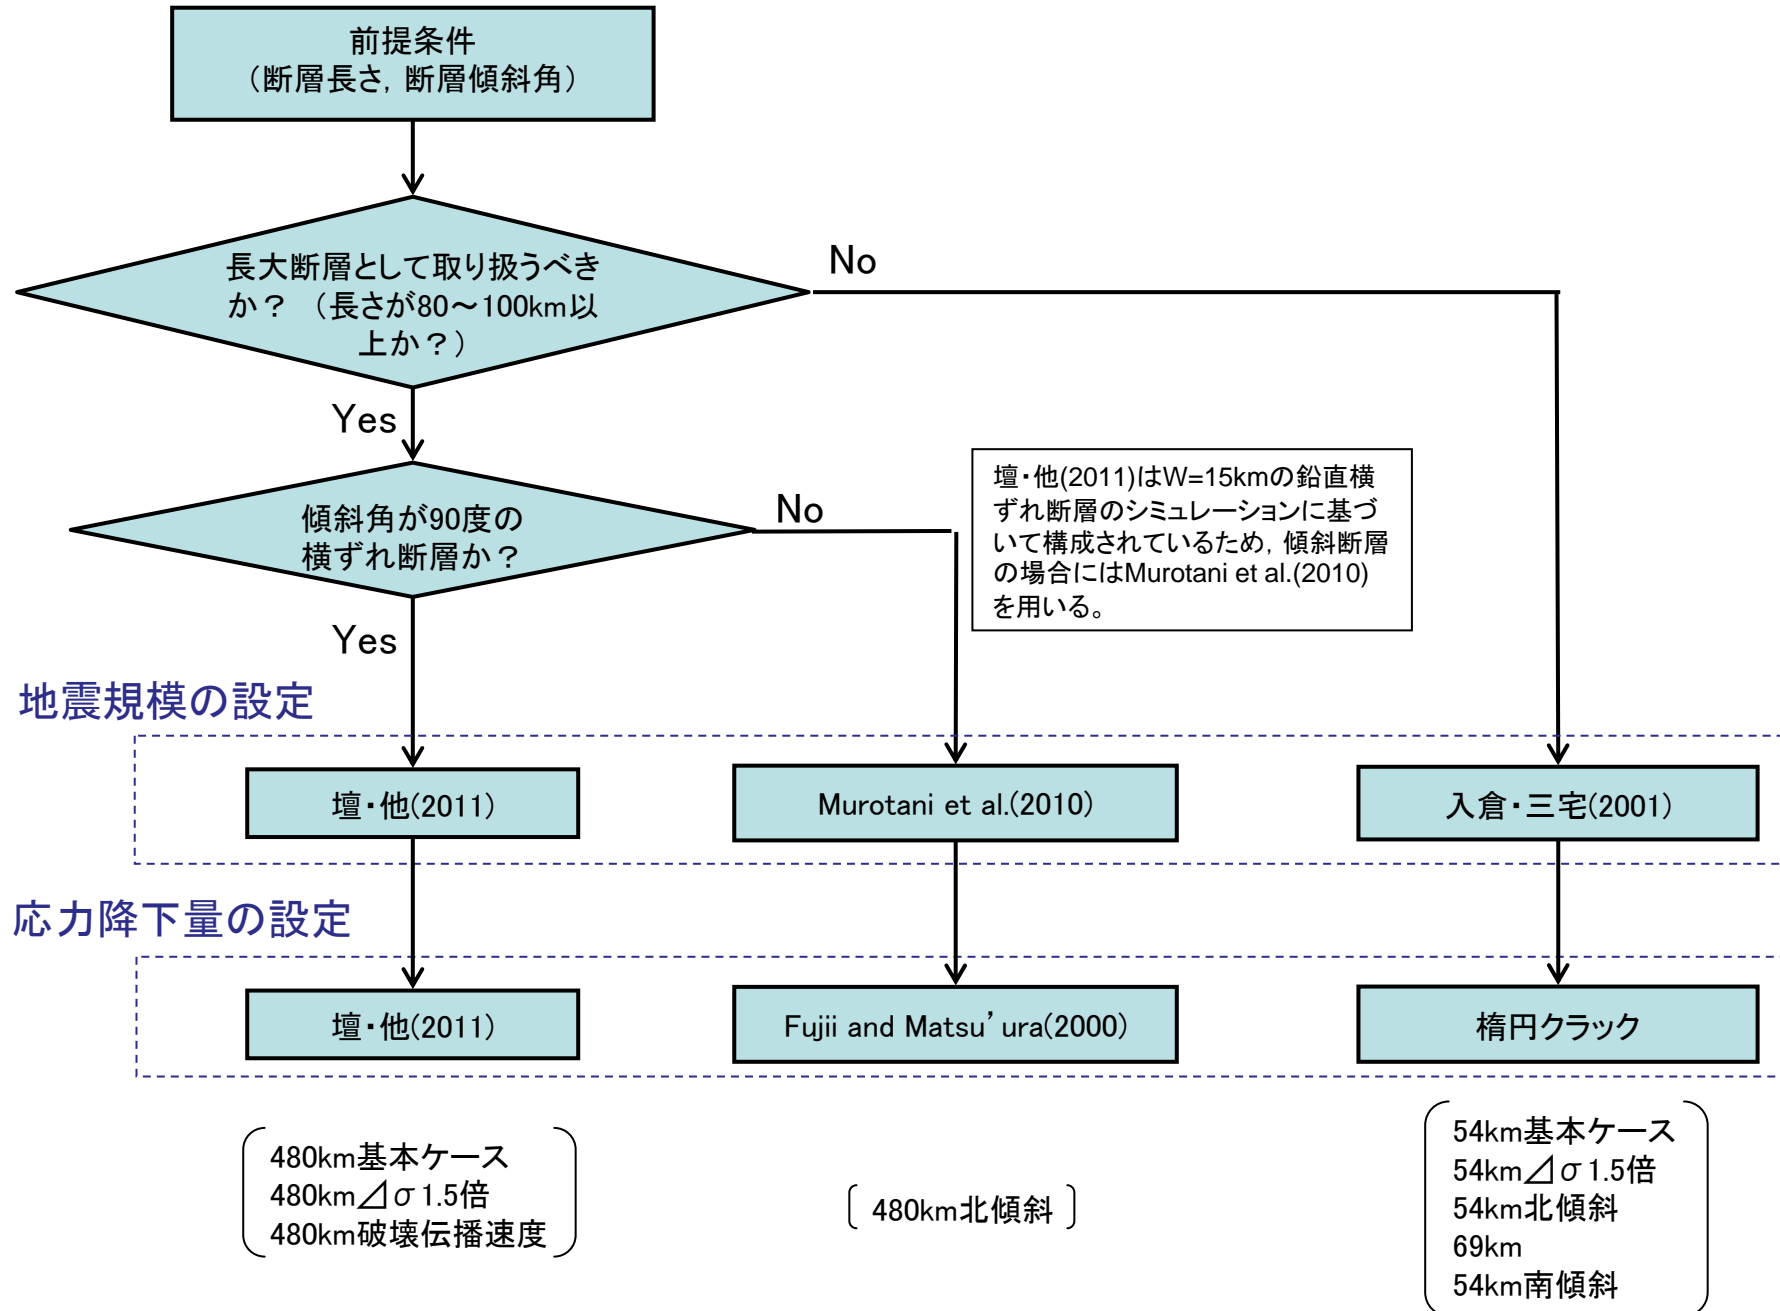 前提条件
（断層長さ，断層傾斜角）
長大断層として取り扱うべき
か？（長さが80～100km以
上か？）
No
Yes
傾斜角が90度の
横ずれ断層か？
No
壇・他(2011)はW=15kmの鉛直横
ずれ断層のシミュレーションに基づ
いて構成されているため，傾斜断層
の場合にはMurotani et al.(2010)
を用いる。
Yes
地震規模の設定
壇・他(2011)
Murotani et al.(2010)
入倉・三宅(2001)
応力降下量の設定
壇・他(2011)
Fujii and Matsu’ura(2000)
楕円クラック
480km基本ケース
480km⊿σ1.5倍
480km破壊伝播速度
480km北傾斜
54km基本ケース
54km⊿σ1.5倍
54km北傾斜
69km
54km南傾斜